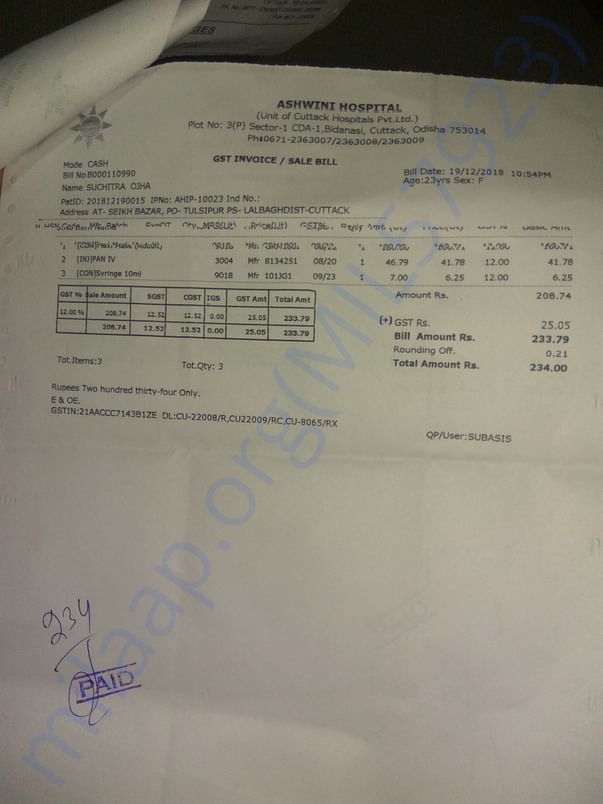 ASHWINI HOSPITAL
(Unit of Cuttack Hospitals Pvt.Ltd.)
Plot No: 3(P) Sector-1 CDA-1,Bidanasi, Cuttack, Odisha 753014
Ph:0671-2363007/2363008/2363009
GST INVOICE / SALE BILL
Mode CASH
Bill Date: 19/12/2018 10:54PM
Bill No B000110990
Age:23yrs Sex: F
Name SUCHITRA OJHA
PatID: 201812190015 IPNo: AHIP-10023 Ind No.:
Address AT- SEIKH BAZAR, PO- TULSIPUR PS- LALBAGHDIST-CUTTACK
2 [INJ]PAN IV 3004 Mfr 8134251 08/20 1 46.79 41.78 12.00 41.78
3 [CON]Syringe 10ml 9018 Mfr 101JG1 09/23 1 7.00 6.25 12.00 6.25
GST % Sale Amount SGST CGST IGS GST Amt Total Amt
12.00 % 208.74 12.52 12.52 0.00 25.05 233.79
208.74 12.52 12.52 0.00 25.05 233.79
Amount Rs. 208.74
(+) GST Rs. 25.05
Bill Amount Rs. 233.79
Rounding Off. 0.21
Total Amount Rs. 234.00
Tot.Items:3 Tot.Qty: 3
Rupees Two hundred thirty-four Only.
E & OE.
GSTIN:21AACCC7143B1ZE DL:CU-22008/R,CU22009/RC,CU-8065/RX
QP/User:SUBASIS
234
PAID
milaap.org(MIL57923)